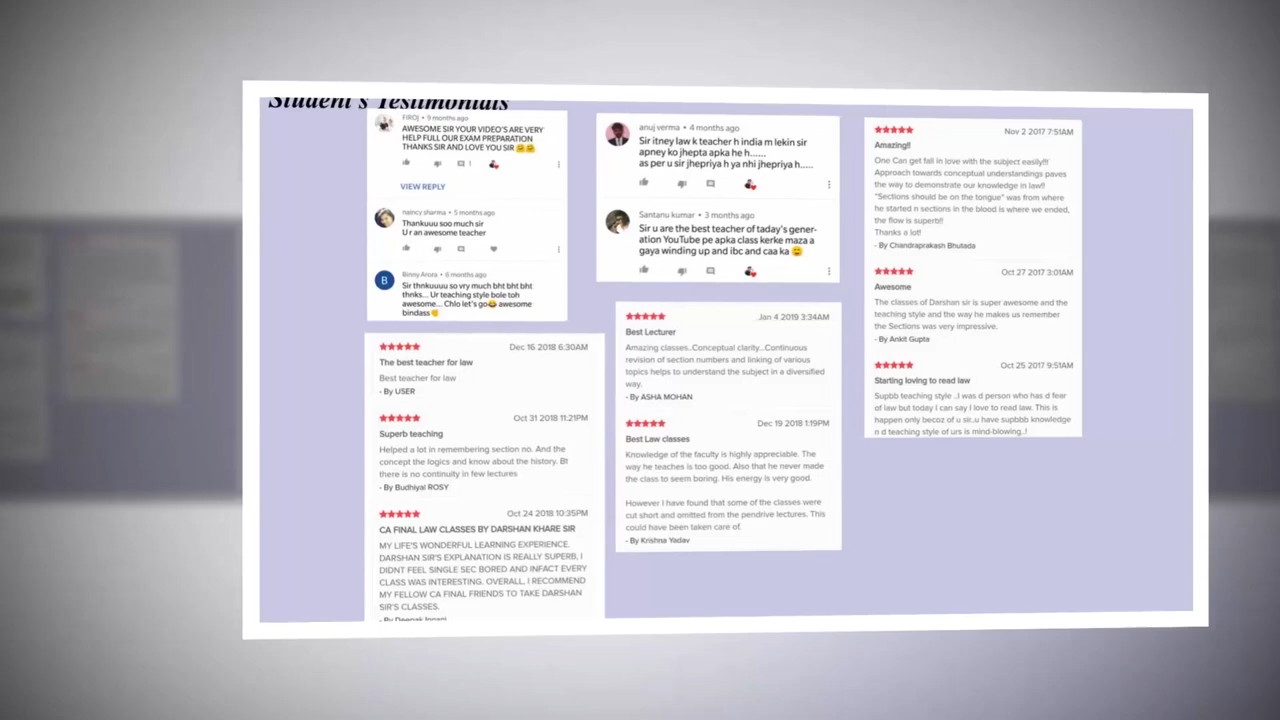 Student's Testimonials
FIROJ • 9 months ago
AWESOME SIR YOUR VIDEO'S ARE VERY
HELP FULL OUR EXAM PREPARATION
THANKS SIR AND LOVE YOU SIR 🤗🤗
1
VIEW REPLY
naincy sharma • 5 months ago
Thankuuu soo much sir
U r an awesome teacher
B
Binny Arora • 6 months ago
Sir thnkuuuu so vry much bht bht bht
thnks... Ur teaching style bole toh
awesome... Chlo let's go😂 awesome
bindass👊
anuj verma • 4 months ago
Sir itney law k teacher h india m lekin sir
apney ko jhepta apka he h......
as per u sir jhepriya h ya nhi jhepriya h.....
Santanu kumar • 3 months ago
Sir u are the best teacher of taday's gener-
ation YouTube pe apka class kerke maza a
gaya winding up and ibc and caa ka 🙂
Dec 16 2018 6:30AM
The best teacher for law
Best teacher for law
- By USER
Oct 31 2018 11:21PM
Superb teaching
Helped a lot in remembering section no. And the
concept the logics and know about the history. Bt
there is no continuity in few lectures
- By Budhiyal ROSY
Oct 24 2018 10:35PM
CA FINAL LAW CLASSES BY DARSHAN KHARE SIR
MY LIFE'S WONDERFUL LEARNING EXPERIENCE.
DARSHAN SIR'S EXPLANATION IS REALLY SUPERB, I
DIDNT FEEL SINGLE SEC BORED AND INFACT EVERY
CLASS WAS INTERESTING. OVERALL, I RECOMMEND
MY FELLOW CA FINAL FRIENDS TO TAKE DARSHAN
SIR'S CLASSES.
- By Deepak
Jan 4 2019 3:34AM
Best Lecturer
Amazing classes..Conceptual clarity...Continuous
revision of section numbers and linking of various
topics helps to understand the subject in a diversified
way.
- By ASHA MOHAN
Dec 19 2018 1:19PM
Best Law classes
Knowledge of the faculty is highly appreciable. The
way he teaches is too good. Also that he never made
the class to seem boring. His energy is very good.
However I have found that some of the classes were
cut short and omitted from the pendrive lectures. This
could have been taken care of.
- By Krishna Yadav
Nov 2 2017 7:51AM
Amazing!!
One Can get fall in love with the subject easily!!!
Approach towards conceptual understandings paves
the way to demonstrate our knowledge in law!!
"Sections should be on the tongue" was from where
he started n sections in the blood is where we ended,
the flow is superb!!
Thanks a lot!
- By Chandraprakash Bhutada
Oct 27 2017 3:01AM
Awesome
The classes of Darshan sir is super awesome and the
teaching style and the way he makes us remember
the Sections was very impressive.
- By Ankit Gupta
Oct 25 2017 9:51AM
Starting loving to read law
Supbb teaching style ..I was d person who has d fear
of law but today I can say I love to read law. This is
happen only becoz of u sir..u have supbbb knowledge
n d teaching style of urs is mind-blowing..!